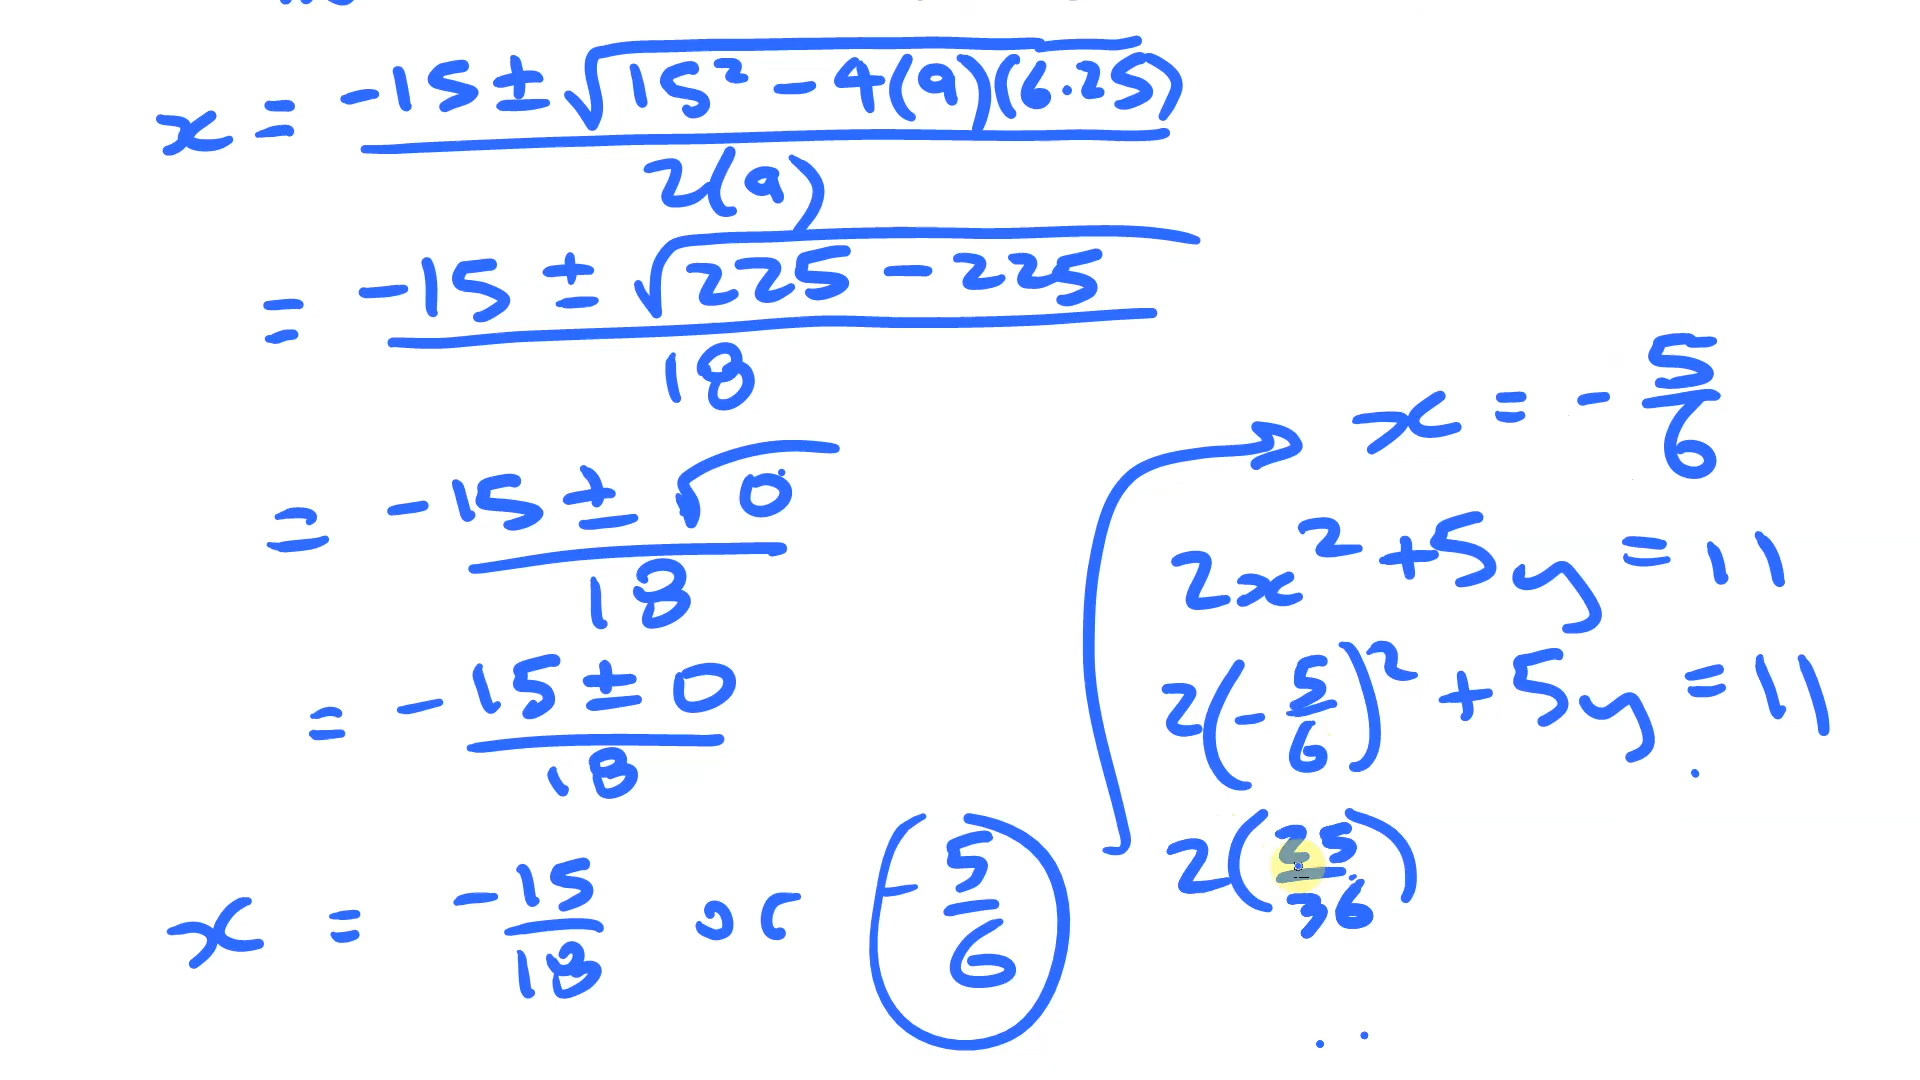 x = (-15 ± √(15² - 4(9)(6.25))) / 2(9)
= (-15 ± √(225 - 225)) / 18
= (-15 ± √0) / 18
= (-15 ± 0) / 18
x = -15/18 or -5/6
x = -5/6
2x² + 5y = 11
2(-5/6)² + 5y = 11
2(25/36)